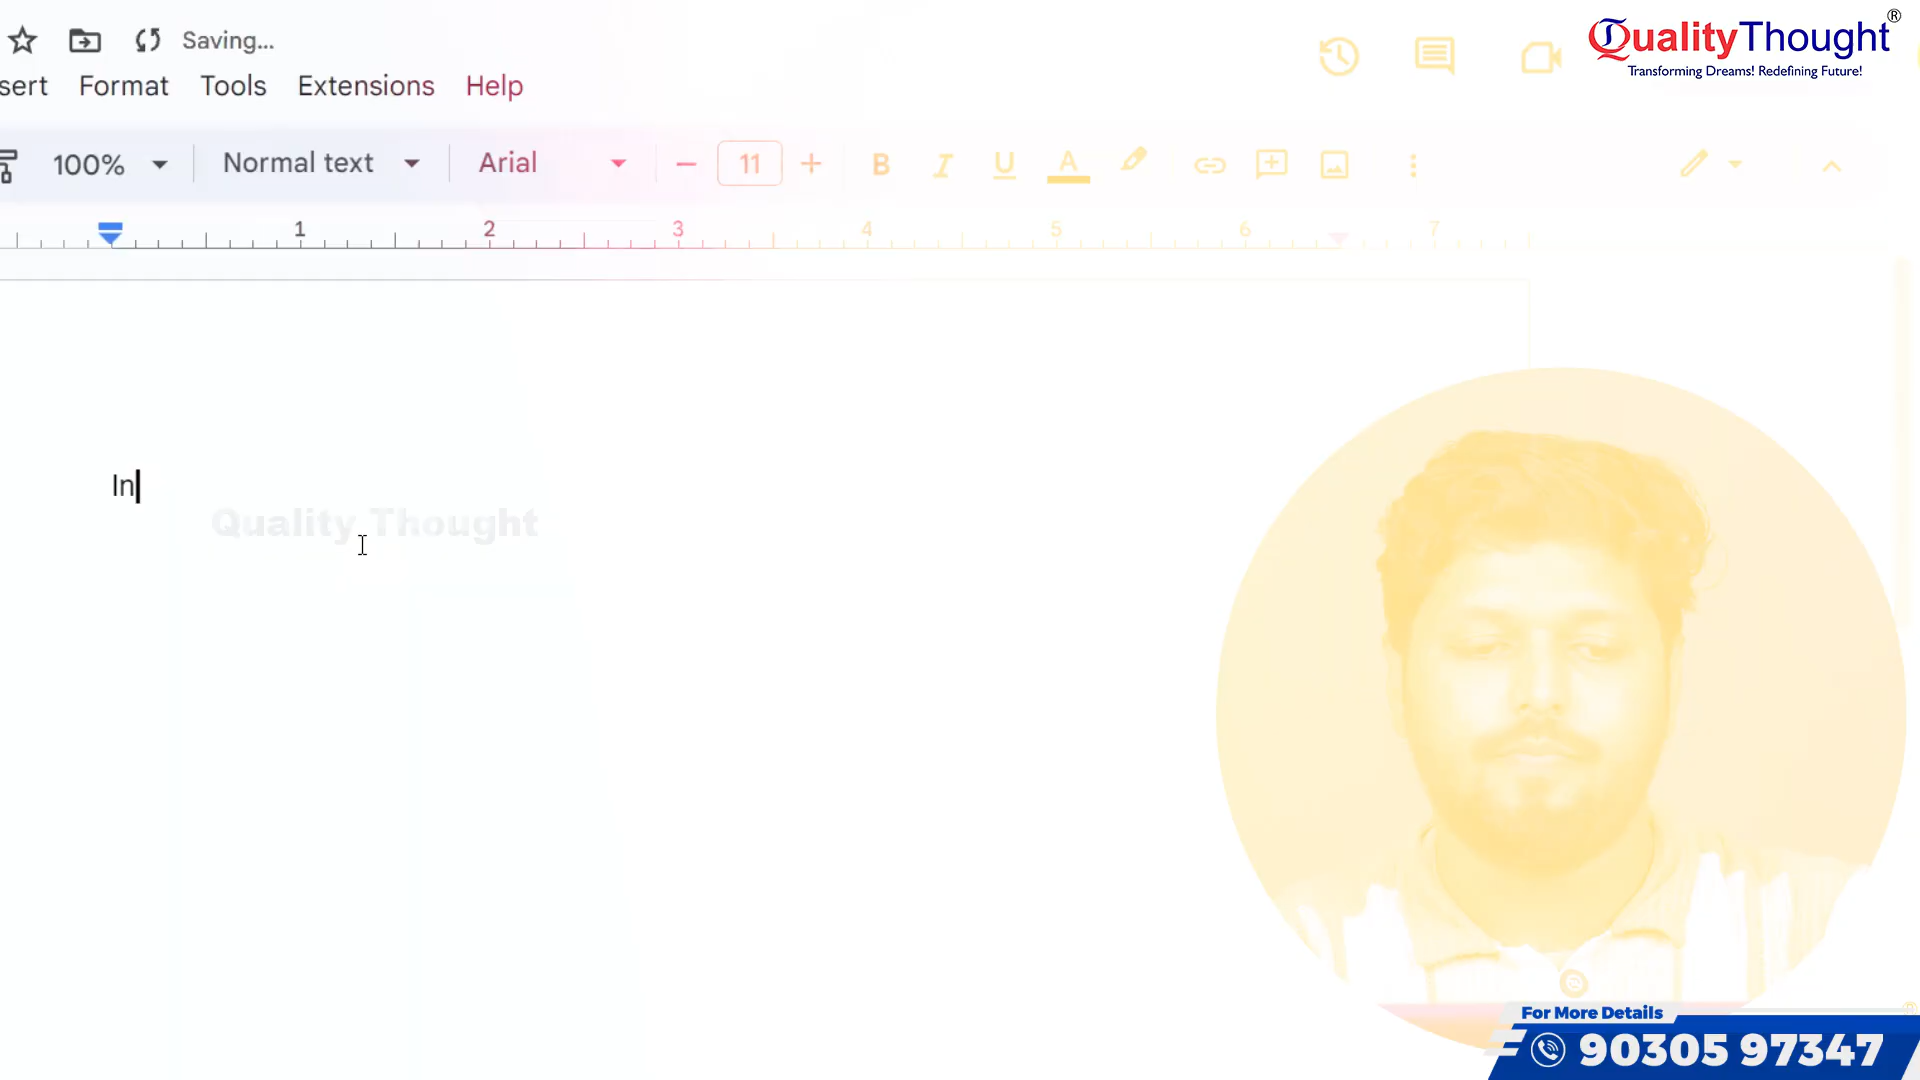 Saving...
QualityThought®
Transforming Dreams! Redefining Future!
sert Format Tools Extensions Help
100% Normal text Arial 11 B I U A
1 2 3 4 5 6 7
In
Quality Thought
For More Details
90305 97347